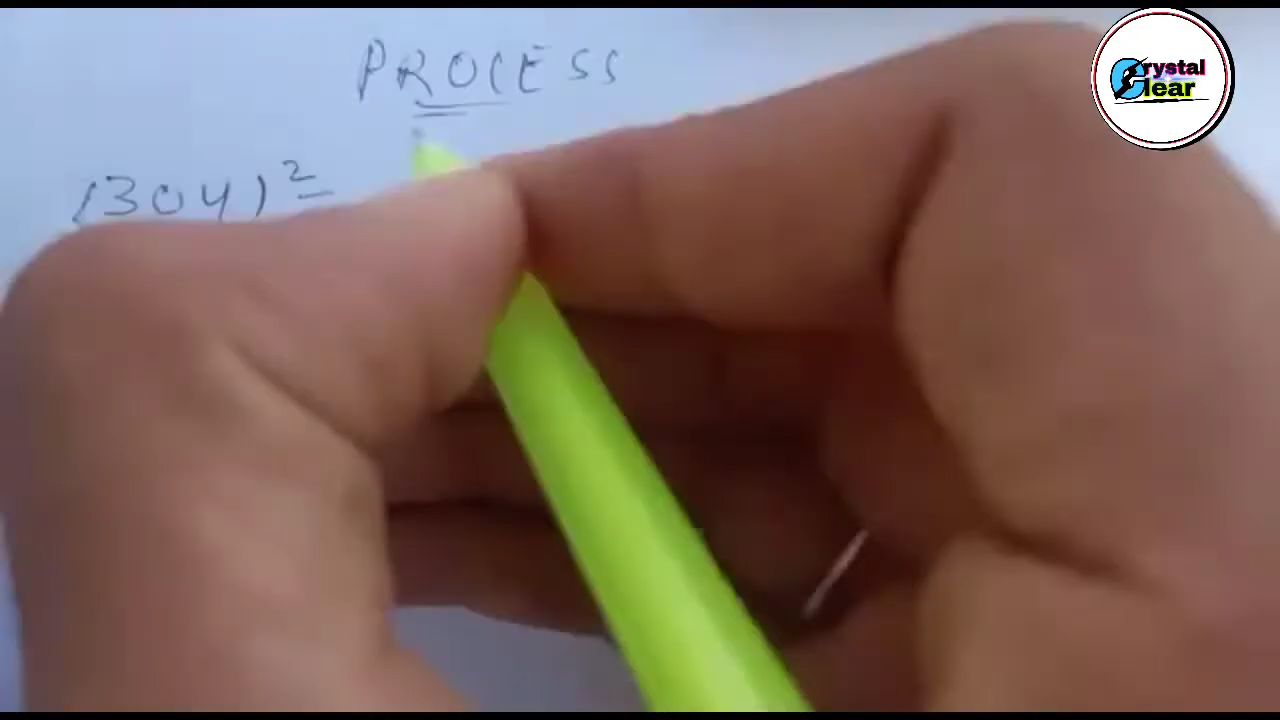 Crystal
Clear
PROCESS
(304)² =